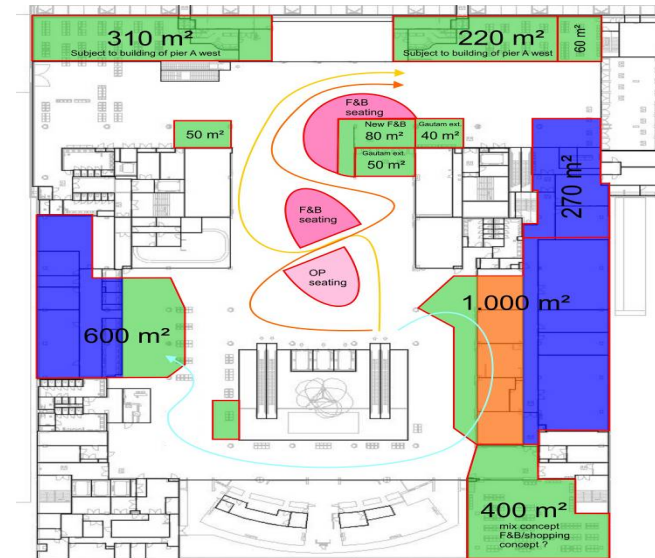 310 m²
Subject to building of pier A west
220 m²
Subject to building of pier A west
60 m²
F&B
seating
New F&B
80 m²
Gautam ext.
40 m²
50 m²
Gautam ext.
50 m²
270 m²
F&B
seating
OP
seating
1.000 m²
600 m²
400 m²
mix concept
F&B/shopping
concept ?